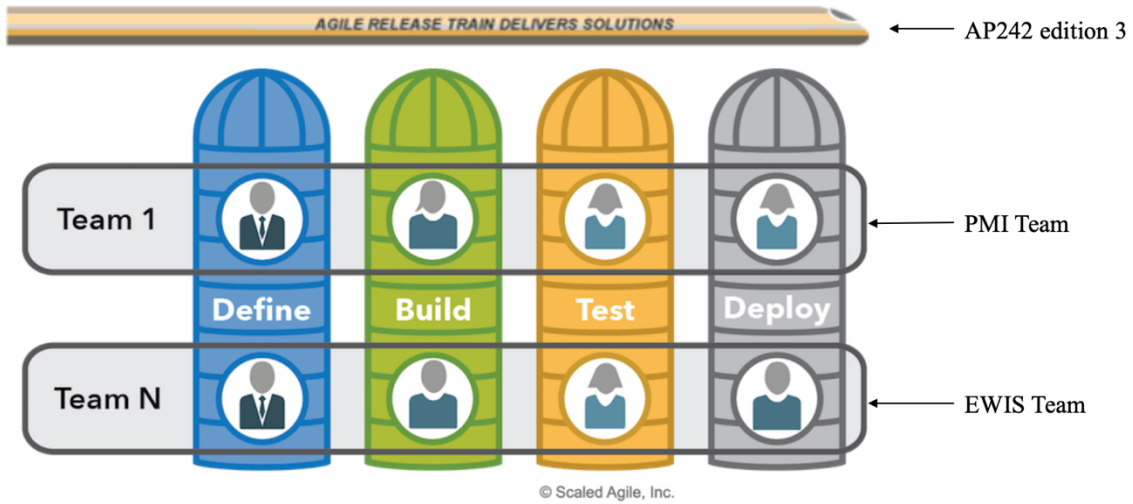 AGILE RELEASE TRAIN DELIVERS SOLUTIONS
AP242 edition 3
Team 1
PMI Team
Define
Build
Test
Deploy
Team N
EWIS Team
© Scaled Agile, Inc.